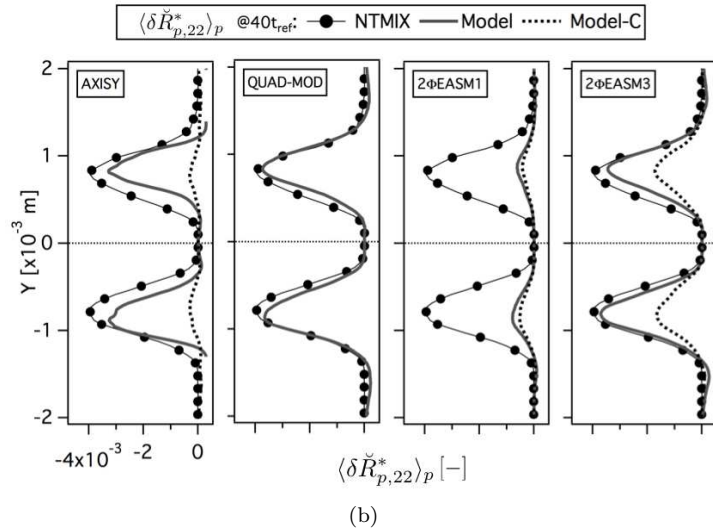 ⟨δR̆*p,22⟩p @40tref: NTMIX Model Model-C
AXISY QUAD-MOD 2ΦEASM1 2ΦEASM3
2
1
0
-1
-2
Y [x10⁻³ m]
-4x10⁻³ -2 0
⟨δR̆*p,22⟩p [−]
(b)